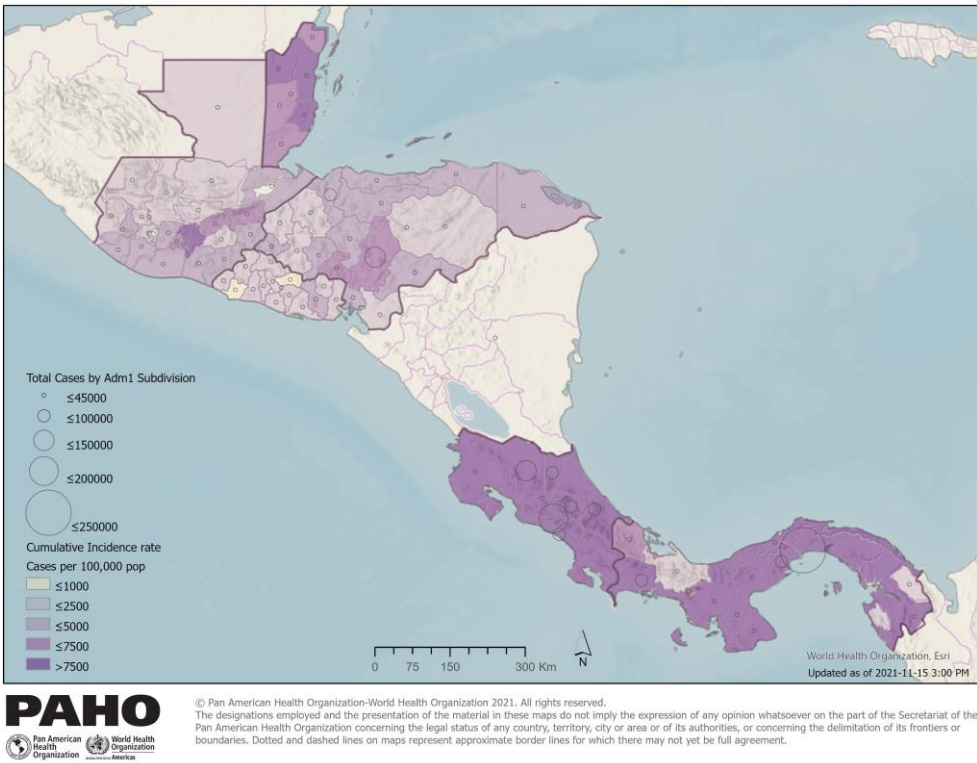 Total Cases by Adm1 Subdivision
≤45000
≤100000
≤150000
≤200000
≤250000
Cumulative Incidence rate
Cases per 100,000 pop
≤1000
≤2500
≤5000
≤7500
>7500
0 75 150 300 Km
N
World Health Organization, Esri
Updated as of 2021-11-15 3:00 PM
PAHO
Pan American
Health
Organization
World Health
Organization
Americas
© Pan American Health Organization-World Health Organization 2021. All rights reserved.
The designations employed and the presentation of the material in these maps do not imply the expression of any opinion whatsoever on the part of the Secretariat of the
Pan American Health Organization concerning the legal status of any country, territory, city or area or of its authorities, or concerning the delimitation of its frontiers or
boundaries. Dotted and dashed lines on maps represent approximate border lines for which there may not yet be full agreement.